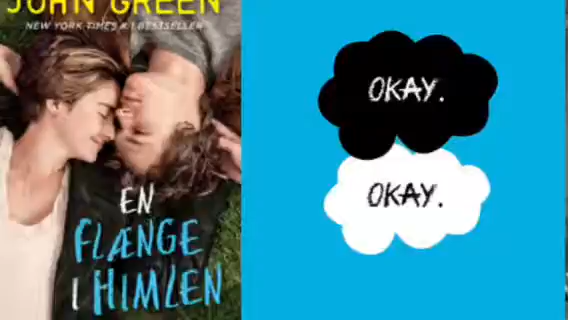 JOHN GREEN
NEW YORK TIMES #1 BESTSELLER
EN
FLÆNGE
I HIMLEN
OKAY.
OKAY.